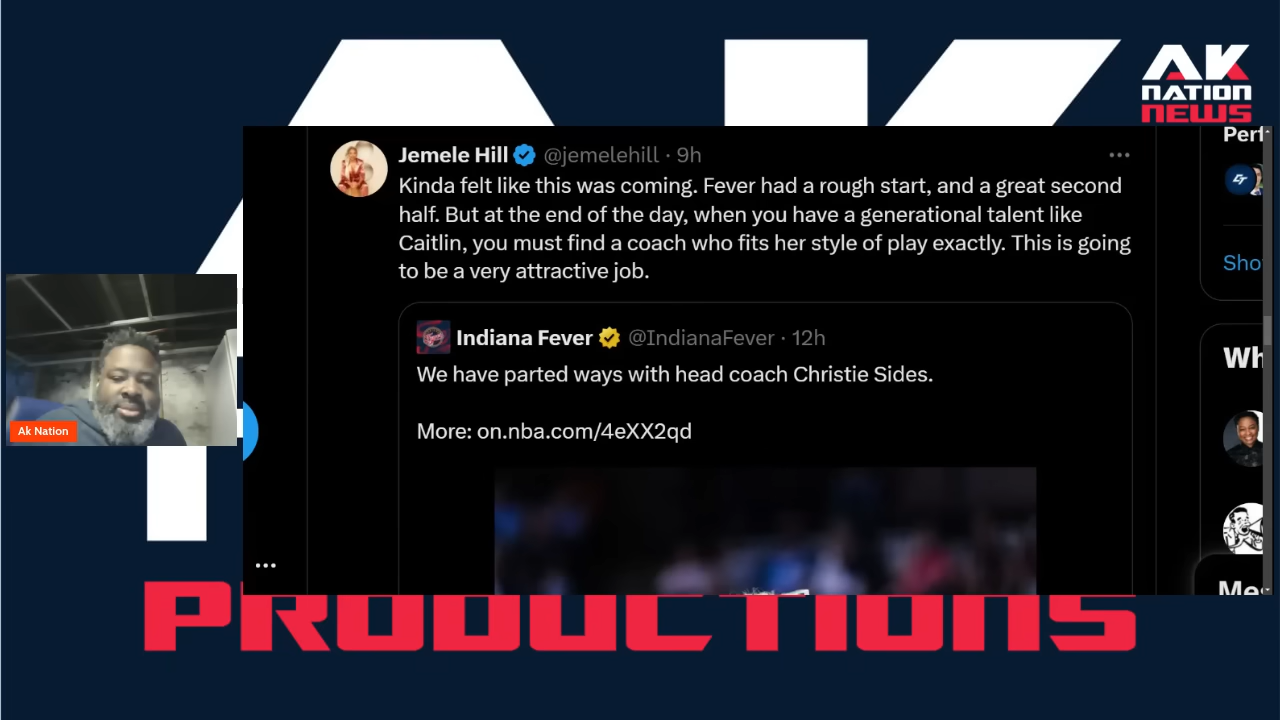 AK
NATION
NEWS
Jemele Hill @jemelehill · 9h
Kinda felt like this was coming. Fever had a rough start, and a great second
half. But at the end of the day, when you have a generational talent like
Caitlin, you must find a coach who fits her style of play exactly. This is going
to be a very attractive job.
Indiana Fever @IndianaFever · 12h
We have parted ways with head coach Christie Sides.
More: on.nba.com/4eXX2qd
Ak Nation
Sho
Wh
PRODUCTIONS